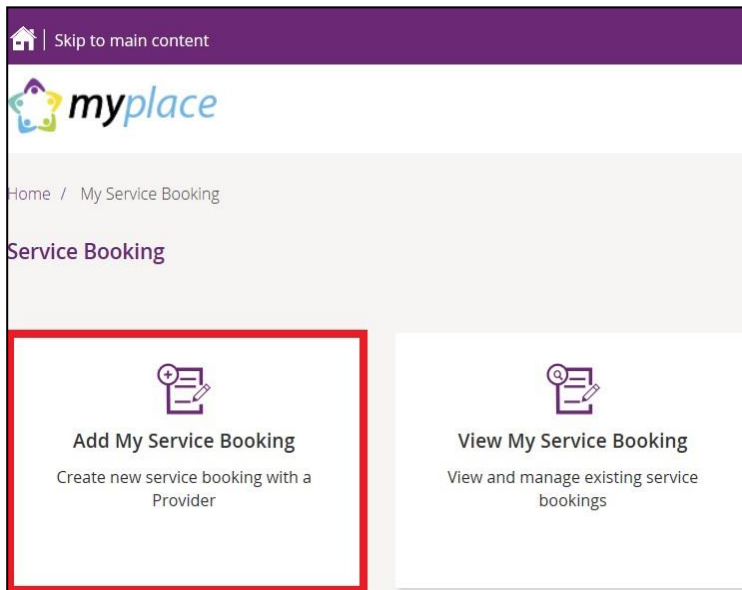 Skip to main content
myplace
Home / My Service Booking
Service Booking
Add My Service Booking
Create new service booking with a
Provider
View My Service Booking
View and manage existing service
bookings